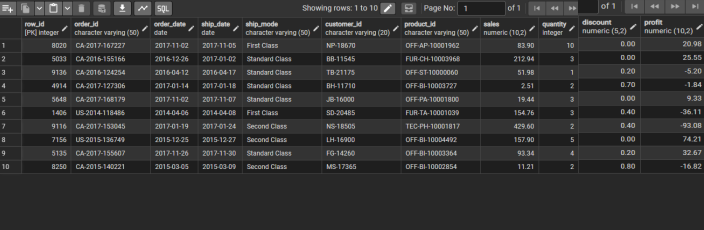 SQL Showing rows: 1 to 10 Page No: 1 of 1 of 1
row_id order_id order_date ship_date ship_mode customer_id product_id sales quantity discount profit
[PK] integer character varying (50) date date character varying (50) character varying (20) character varying (50) numeric (10,2) integer numeric (5,2) numeric (10,2)
1 8020 CA-2017-167227 2017-11-02 2017-11-05 First Class NP-18670 OFF-AP-10001962 83.90 10 0.00 20.98
2 5033 CA-2016-155166 2016-12-26 2017-01-02 Standard Class BB-11545 FUR-CH-10003968 212.94 3 0.00 25.55
3 9136 CA-2016-124254 2016-04-12 2016-04-17 Standard Class TB-21175 OFF-ST-10000060 51.98 1 0.20 -5.20
4 4914 CA-2017-127306 2017-01-14 2017-01-18 Standard Class BH-11710 OFF-BI-10003727 2.51 2 0.70 -1.84
5 5648 CA-2017-168179 2017-11-02 2017-11-07 Standard Class JB-16000 OFF-PA-10001800 19.44 3 0.00 9.33
6 1406 US-2014-118486 2014-04-06 2014-04-08 First Class SD-20485 FUR-TA-10001039 154.76 3 0.40 -36.11
7 9116 CA-2017-153045 2017-01-19 2017-01-24 Second Class NS-18505 TEC-PH-10001817 429.60 2 0.40 -93.08
8 7156 US-2015-136749 2015-12-25 2015-12-27 Second Class LH-16900 OFF-BI-10004492 157.90 5 0.00 74.21
9 5135 CA-2017-155607 2017-11-26 2017-11-30 Standard Class FG-14260 OFF-BI-10003364 93.34 4 0.20 32.67
10 8250 CA-2015-140221 2015-03-05 2015-03-09 Second Class MS-17365 OFF-BI-10002854 11.21 2 0.80 -16.82